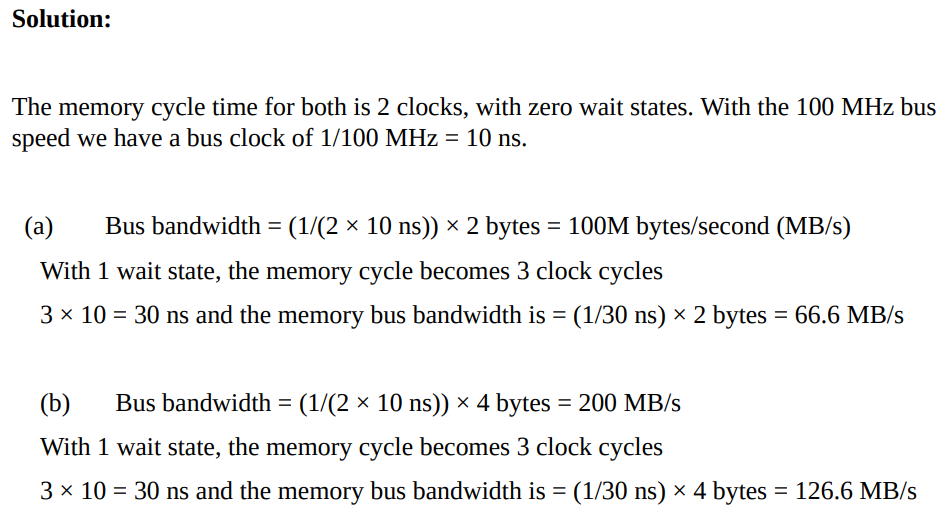 Solution:
The memory cycle time for both is 2 clocks, with zero wait states. With the 100 MHz bus
speed we have a bus clock of 1/100 MHz = 10 ns.
(a) Bus bandwidth = (1/(2 × 10 ns)) × 2 bytes = 100M bytes/second (MB/s)
With 1 wait state, the memory cycle becomes 3 clock cycles
3 × 10 = 30 ns and the memory bus bandwidth is = (1/30 ns) × 2 bytes = 66.6 MB/s
(b) Bus bandwidth = (1/(2 × 10 ns)) × 4 bytes = 200 MB/s
With 1 wait state, the memory cycle becomes 3 clock cycles
3 × 10 = 30 ns and the memory bus bandwidth is = (1/30 ns) × 4 bytes = 126.6 MB/s